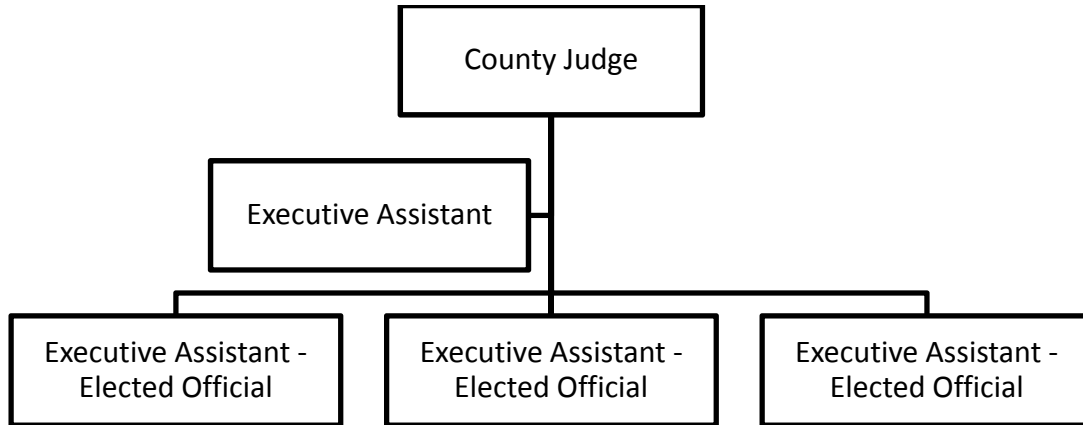 County Judge
Executive Assistant
Executive Assistant -
Elected Official
Executive Assistant -
Elected Official
Executive Assistant -
Elected Official